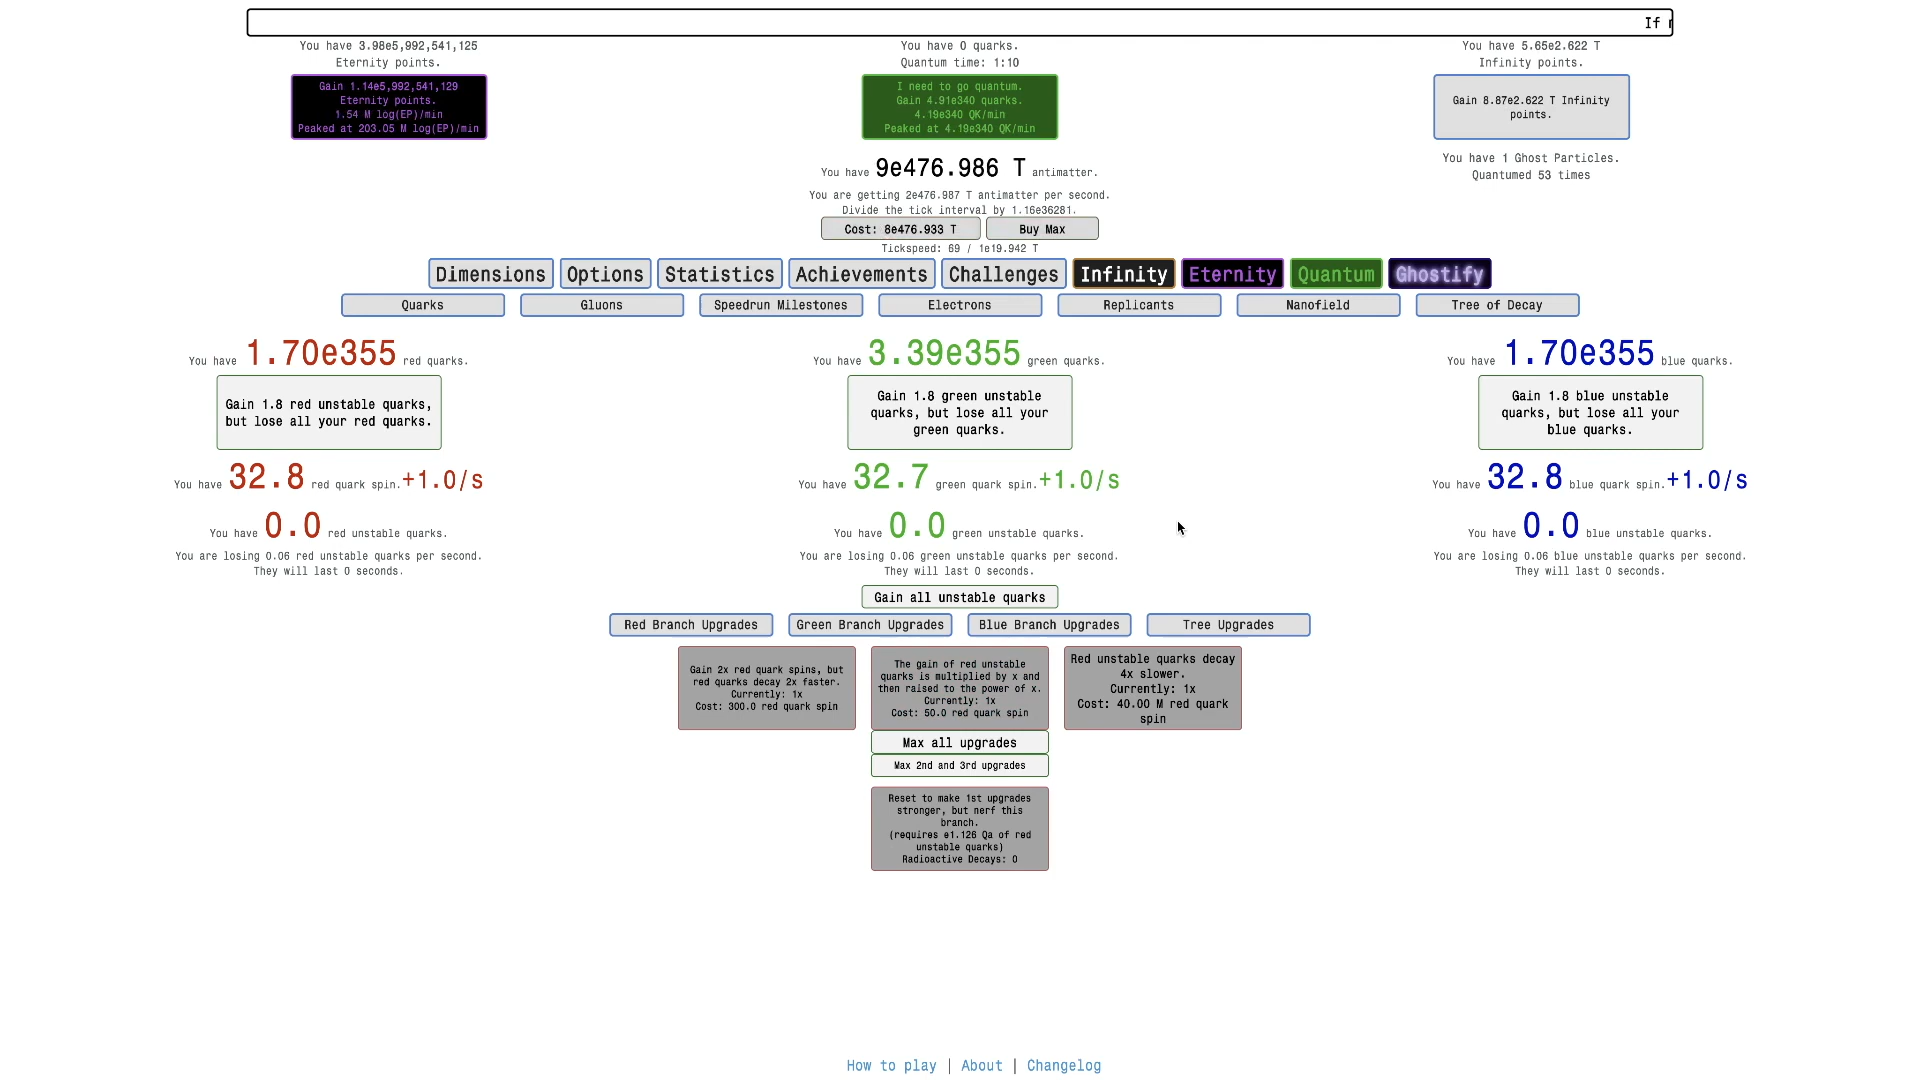 If
You have 3.98e5,992,541,125
Eternity points.
Gain 1.14e5,992,541,129
Eternity points.
1.54 M log(EP)/min
Peaked at 203.05 M log(EP)/min
You have 0 quarks.
Quantum time: 1:10
I need to go quantum.
Gain 4.91e340 quarks.
4.19e340 QK/min
Peaked at 4.19e340 QK/min
You have 5.65e2.622 T
Infinity points.
Gain 8.87e2.622 T Infinity
points.
You have 1 Ghost Particles.
Quantumed 53 times
You have 9e476.986 T antimatter.
You are getting 2e476.987 T antimatter per second.
Divide the tick interval by 1.16e36281.
Cost: 8e476.933 T
Buy Max
Tickspeed: 69 / 1e19.942 T
Dimensions
Options
Statistics
Achievements
Challenges
Infinity
Eternity
Quantum
Ghostify
Quarks
Gluons
Speedrun Milestones
Electrons
Replicants
Nanofield
Tree of Decay
You have 1.70e355 red quarks.
Gain 1.8 red unstable quarks,
but lose all your red quarks.
You have 32.8 red quark spin.+1.0/s
You have 0.0 red unstable quarks.
You are losing 0.06 red unstable quarks per second.
They will last 0 seconds.
You have 3.39e355 green quarks.
Gain 1.8 green unstable
quarks, but lose all your
green quarks.
You have 32.7 green quark spin.+1.0/s
You have 0.0 green unstable quarks.
You are losing 0.06 green unstable quarks per second.
They will last 0 seconds.
You have 1.70e355 blue quarks.
Gain 1.8 blue unstable
quarks, but lose all your
blue quarks.
You have 32.8 blue quark spin.+1.0/s
You have 0.0 blue unstable quarks.
You are losing 0.06 blue unstable quarks per second.
They will last 0 seconds.
Gain all unstable quarks
Red Branch Upgrades
Green Branch Upgrades
Blue Branch Upgrades
Tree Upgrades
Gain 2x red quark spins, but
red quarks decay 2x faster.
Currently: 1x
Cost: 300.0 red quark spin
The gain of red unstable
quarks is multiplied by x and
then raised to the power of x.
Currently: 1x
Cost: 50.0 red quark spin
Red unstable quarks decay
4x slower.
Currently: 1x
Cost: 40.00 M red quark
spin
Max all upgrades
Max 2nd and 3rd upgrades
Reset to make 1st upgrades
stronger, but nerf this
branch.
(requires e1.126 Qa of red
unstable quarks)
Radioactive Decays: 0
How to play | About | Changelog